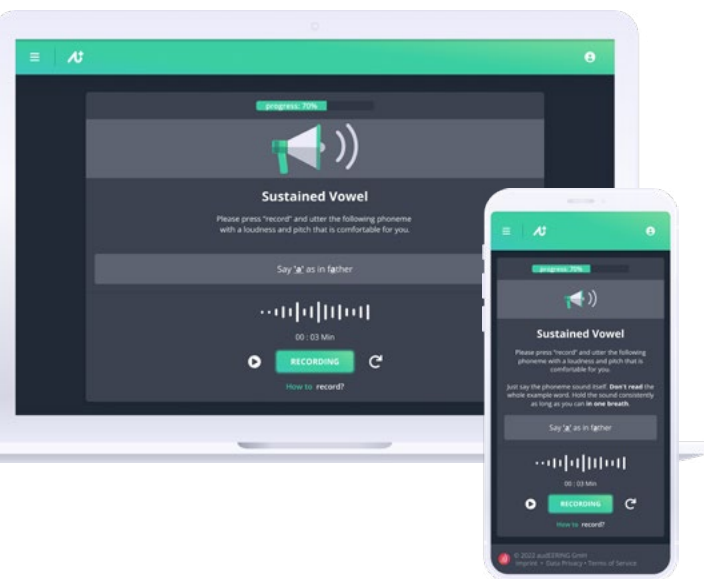 progress: 70%
Sustained Vowel
Please press "record" and utter the following phoneme
with a loudness and pitch that is comfortable for you.
Say 'a' as in father
00 : 03 Min
RECORDING
How to record?
progress: 70%
Sustained Vowel
Please press "record" and utter the following
phoneme with a loudness and pitch that is
comfortable for you.
Just say the phoneme sound itself. Don't read the
whole example word. Hold the sound consistently
as long as you can in one breath.
Say 'a' as in father
00 : 03 Min
RECORDING
How to record?
© 2022 audEERING GmH
Imprint • Data Privacy • Terms of Service